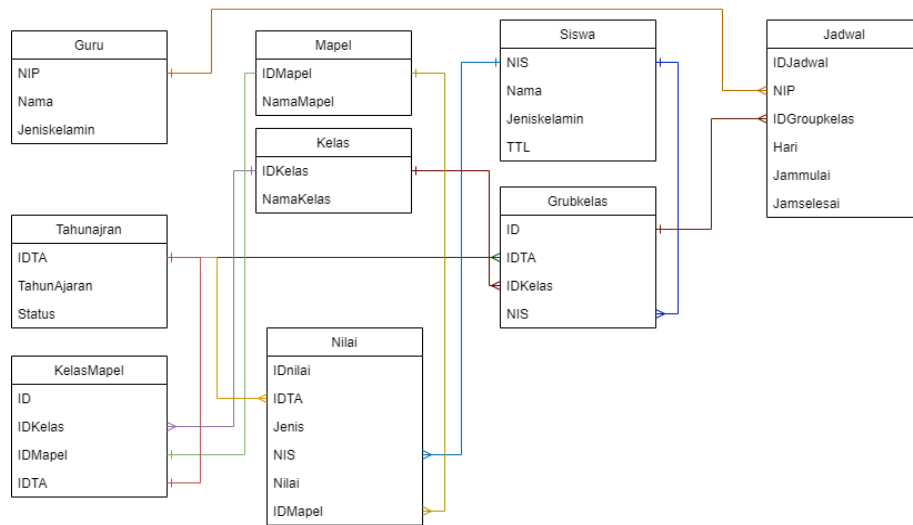 Guru
NIP
Nama
Jeniskelamin
Mapel
IDMapel
NamaMapel
Kelas
IDKelas
NamaKelas
Siswa
NIS
Nama
Jeniskelamin
TTL
Jadwal
IDJadwal
NIP
IDGroupkelas
Hari
Jammulai
Jamselesai
Tahunajran
IDTA
TahunAjaran
Status
Grubkelas
ID
IDTA
IDKelas
NIS
KelasMapel
ID
IDKelas
IDMapel
IDTA
Nilai
IDnilai
IDTA
Jenis
NIS
Nilai
IDMapel